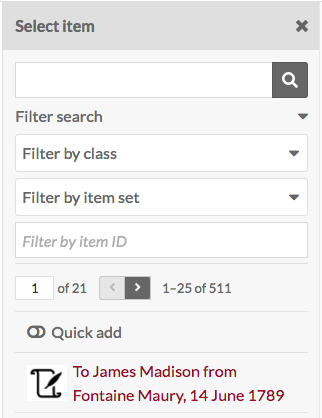 Select item
Filter search
Filter by class
Filter by item set
Filter by item ID
1 of 21 1–25 of 511
Quick add
To James Madison from
Fontaine Maury, 14 June 1789